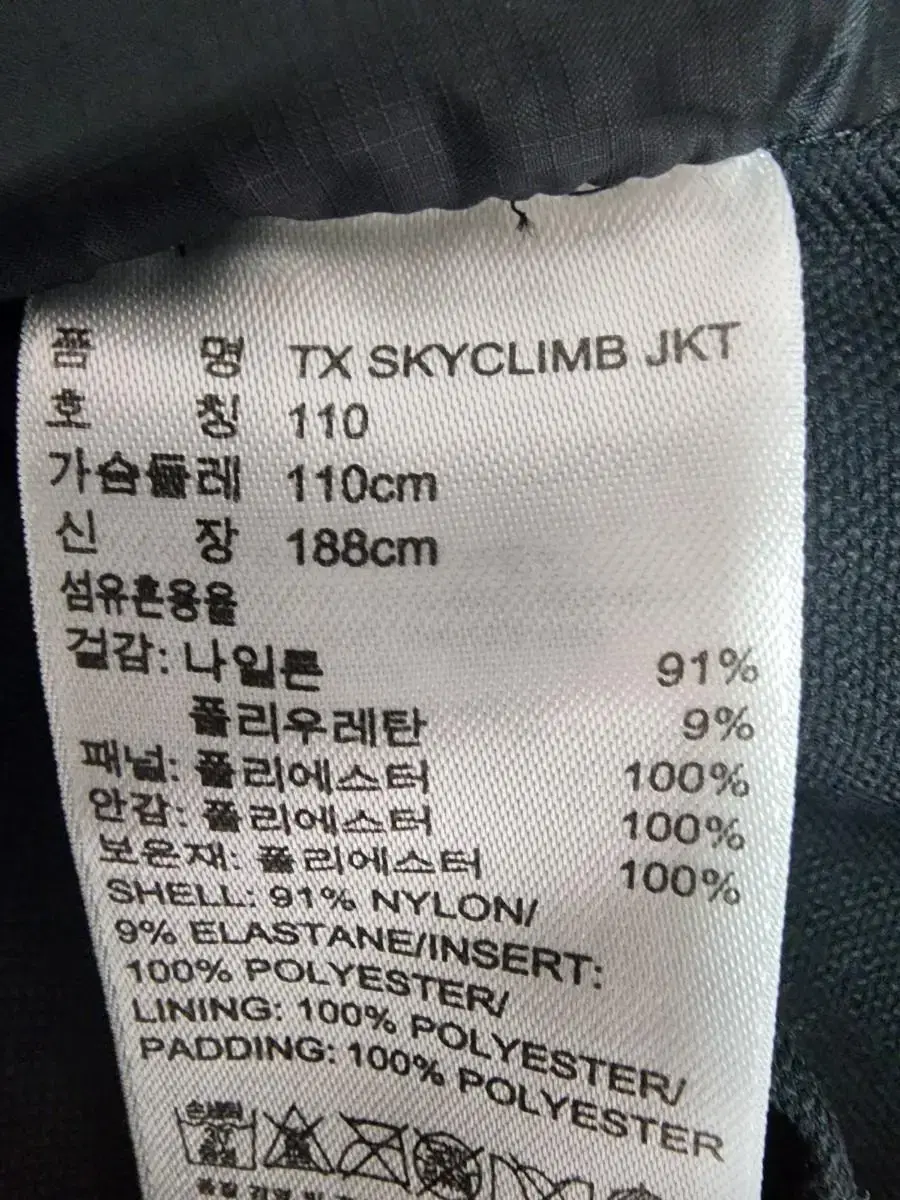 품 명 TX SKYCLIMB JKT
호 칭 110
가슴둘레 110cm
신 장 188cm
섬유혼용율
겉감: 나일론 91%
폴리우레탄 9%
패널: 폴리에스터 100%
안감: 폴리에스터 100%
보온재: 폴리에스터 100%
SHELL: 91% NYLON/
9% ELASTANE/INSERT:
100% POLYESTER/
LINING: 100% POLYESTER/
PADDING: 100% POLYESTER
손세탁